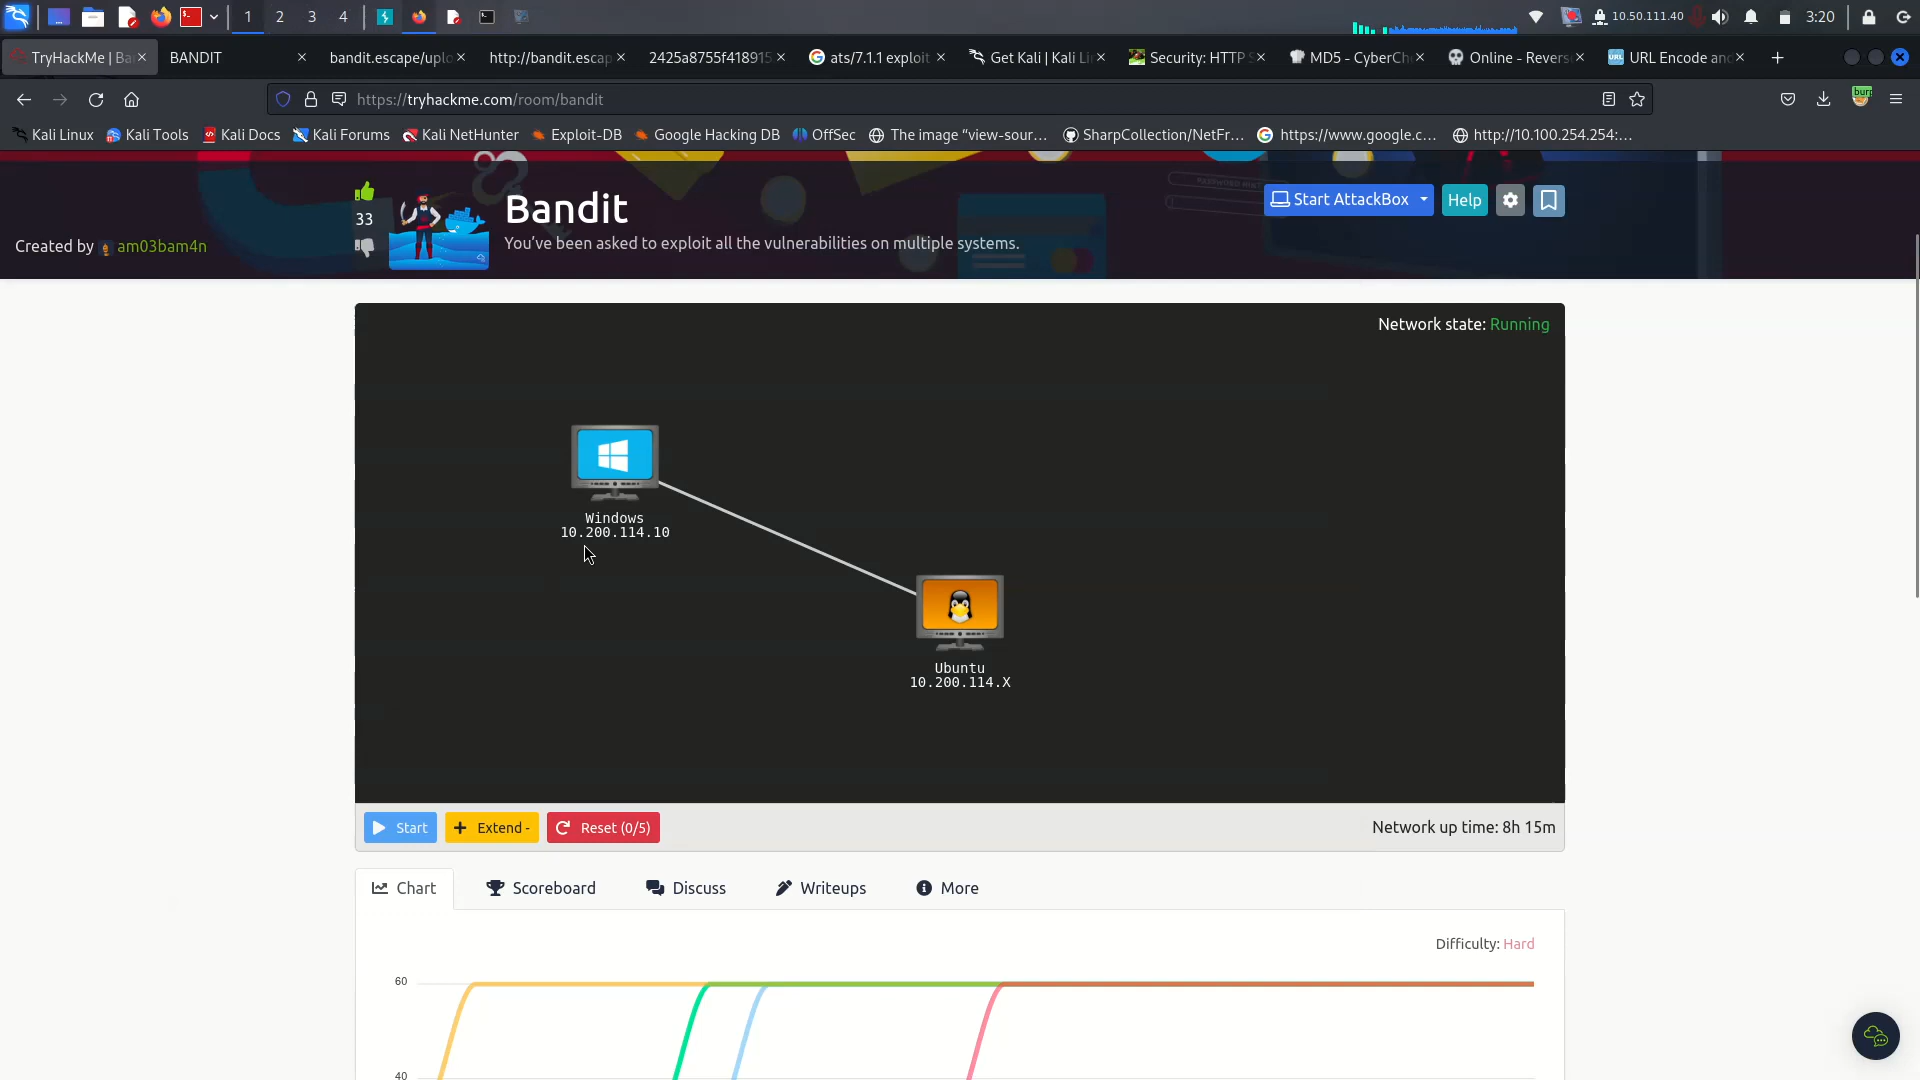 1 2 3 4 10.50.111.40 3:20
TryHackMe | Ba BANDIT bandit.escape/uplo http://bandit.escap 2425a8755f418915 ats/7.1.1 exploit Get Kali | Kali Li Security: HTTP S MD5 - CyberCh Online - Revers URL Encode and
https://tryhackme.com/room/bandit
Kali Linux Kali Tools Kali Docs Kali Forums Kali NetHunter Exploit-DB Google Hacking DB OffSec The image “view-sour… SharpCollection/NetFr… https://www.google.c… http://10.100.254.254:…
33
Created by am03bam4n
Bandit
You’ve been asked to exploit all the vulnerabilities on multiple systems.
Start AttackBox Help
Network state: Running
Windows
10.200.114.10
Ubuntu
10.200.114.X
Start Extend - Reset (0/5) Network up time: 8h 15m
Chart Scoreboard Discuss Writeups More
Difficulty: Hard
60
40